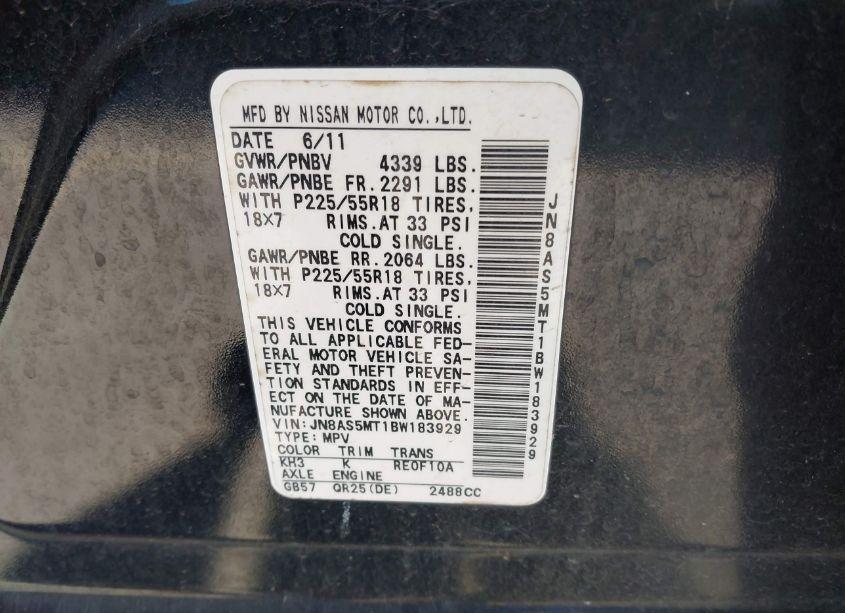 MFD BY NISSAN MOTOR CO.,LTD.
DATE 6/11
GVWR/PNBV 4339 LBS.
GAWR/PNBE FR.2291 LBS.
WITH P225/55R18 TIRES,
18X7 RIMS.AT 33 PSI
COLD SINGLE.
GAWR/PNBE RR.2064 LBS.
WITH P225/55R18 TIRES,
18X7 RIMS.AT 33 PSI
COLD SINGLE.
THIS VEHICLE CONFORMS
TO ALL APPLICABLE FED-
ERAL MOTOR VEHICLE SA-
FETY AND THEFT PREVEN-
TION STANDARDS IN EFF-
ECT ON THE DATE OF MA-
NUFACTURE SHOWN ABOVE.
VIN:JN8AS5MT1BW183929
TYPE:MPV
COLOR TRIM TRANS
KH3 K RE0F10A
AXLE ENGINE
GB57 QR25(DE) 2488CC
JN8AS5MT1BW183929